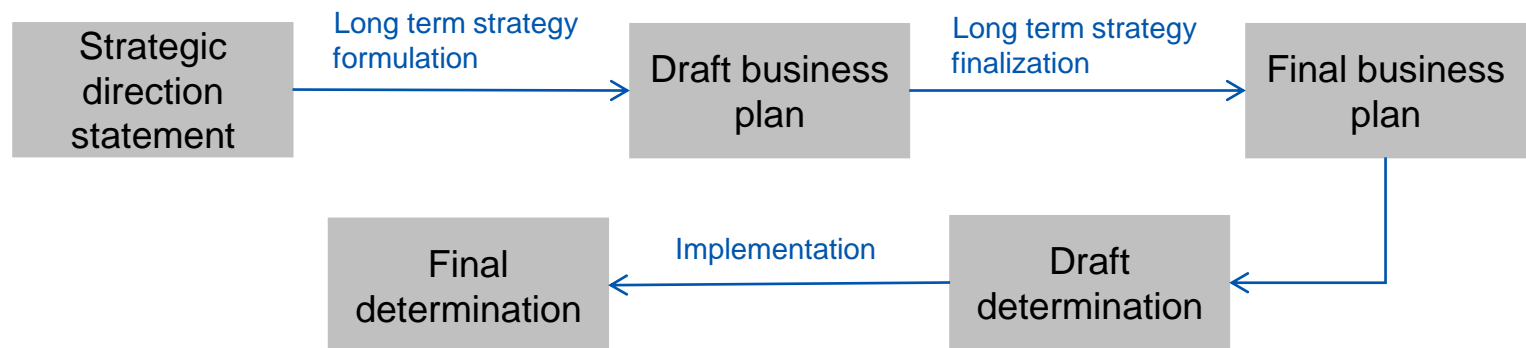 Strategic
direction
statement
Long term strategy
formulation
Draft business
plan
Long term strategy
finalization
Final business
plan
Final
determination
Implementation
Draft
determination